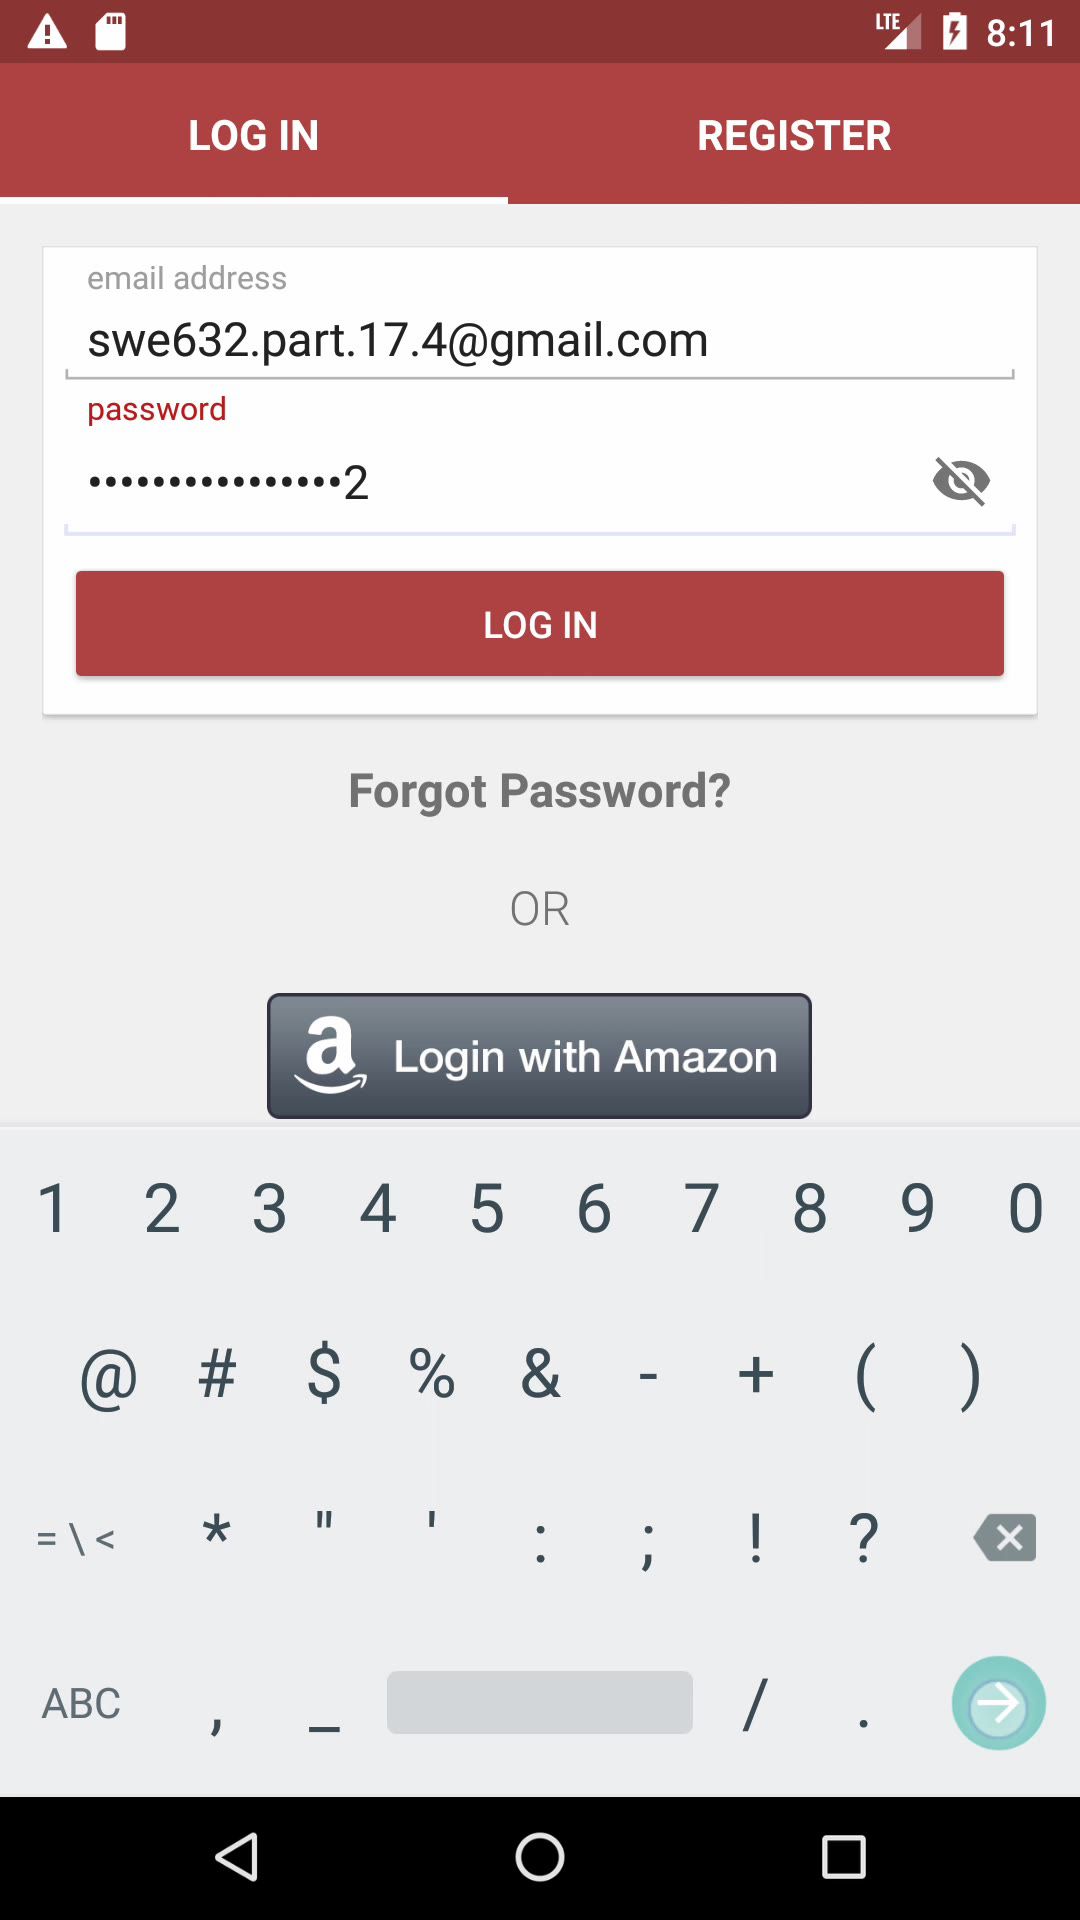 LTE 8:11
LOG IN REGISTER
email address
swe632.part.17.4@gmail.com
password
••••••••••••••••2
LOG IN
Forgot Password?
OR
a Login with Amazon
1 2 3 4 5 6 7 8 9 0
@ # $ % & - + ( )
= \ < * " ' : ; ! ?
ABC , _ / .